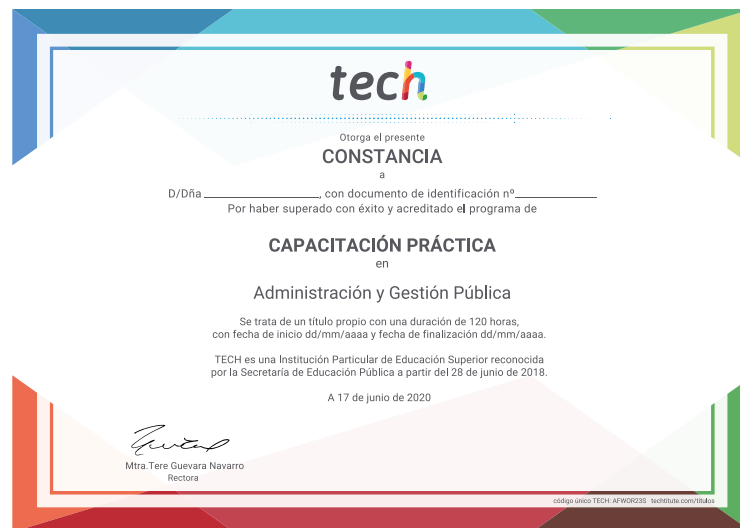 tech
Otorga el presente
CONSTANCIA
a
D/Dña ____________________, con documento de identificación nº______________
Por haber superado con éxito y acreditado el programa de
CAPACITACIÓN PRÁCTICA
en
Administración y Gestión Pública
Se trata de un título propio con una duración de 120 horas,
con fecha de inicio dd/mm/aaaa y fecha de finalización dd/mm/aaaa.
TECH es una Institución Particular de Educación Superior reconocida
por la Secretaría de Educación Pública a partir del 28 de junio de 2018.
A 17 de junio de 2020
Mtra.Tere Guevara Navarro
Rectora
código único TECH: AFWOR23S techtitute.com/títulos